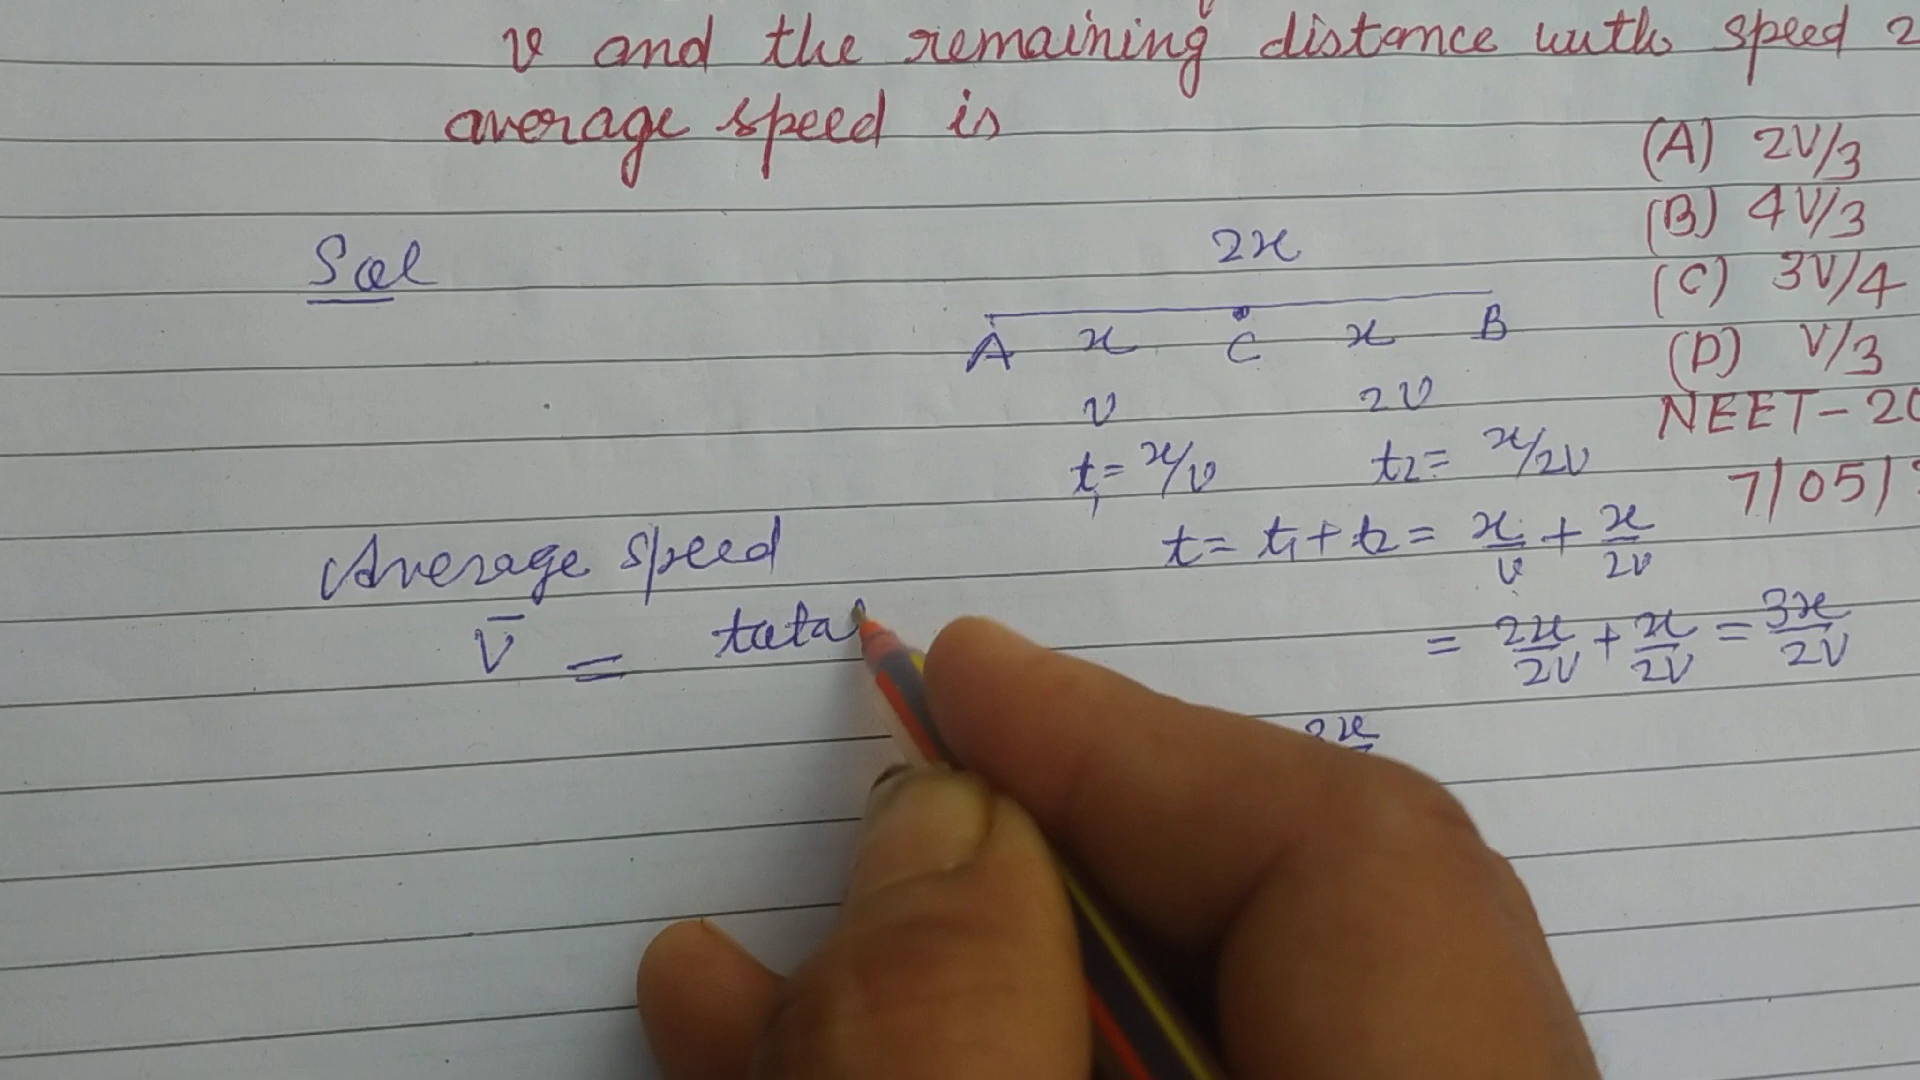 v and the remaining distance with speed 2
average speed is
(A) 2V/3
(B) 4V/3
(C) 3V/4
(D) V/3
NEET-20
7/05/
Sol
2x
A x C x B
v 2v
t1 = x/v t2 = x/2v
t = t1 + t2 = x/v + x/2v
= 2x/2v + x/2v = 3x/2v
Average speed
V̄ = total